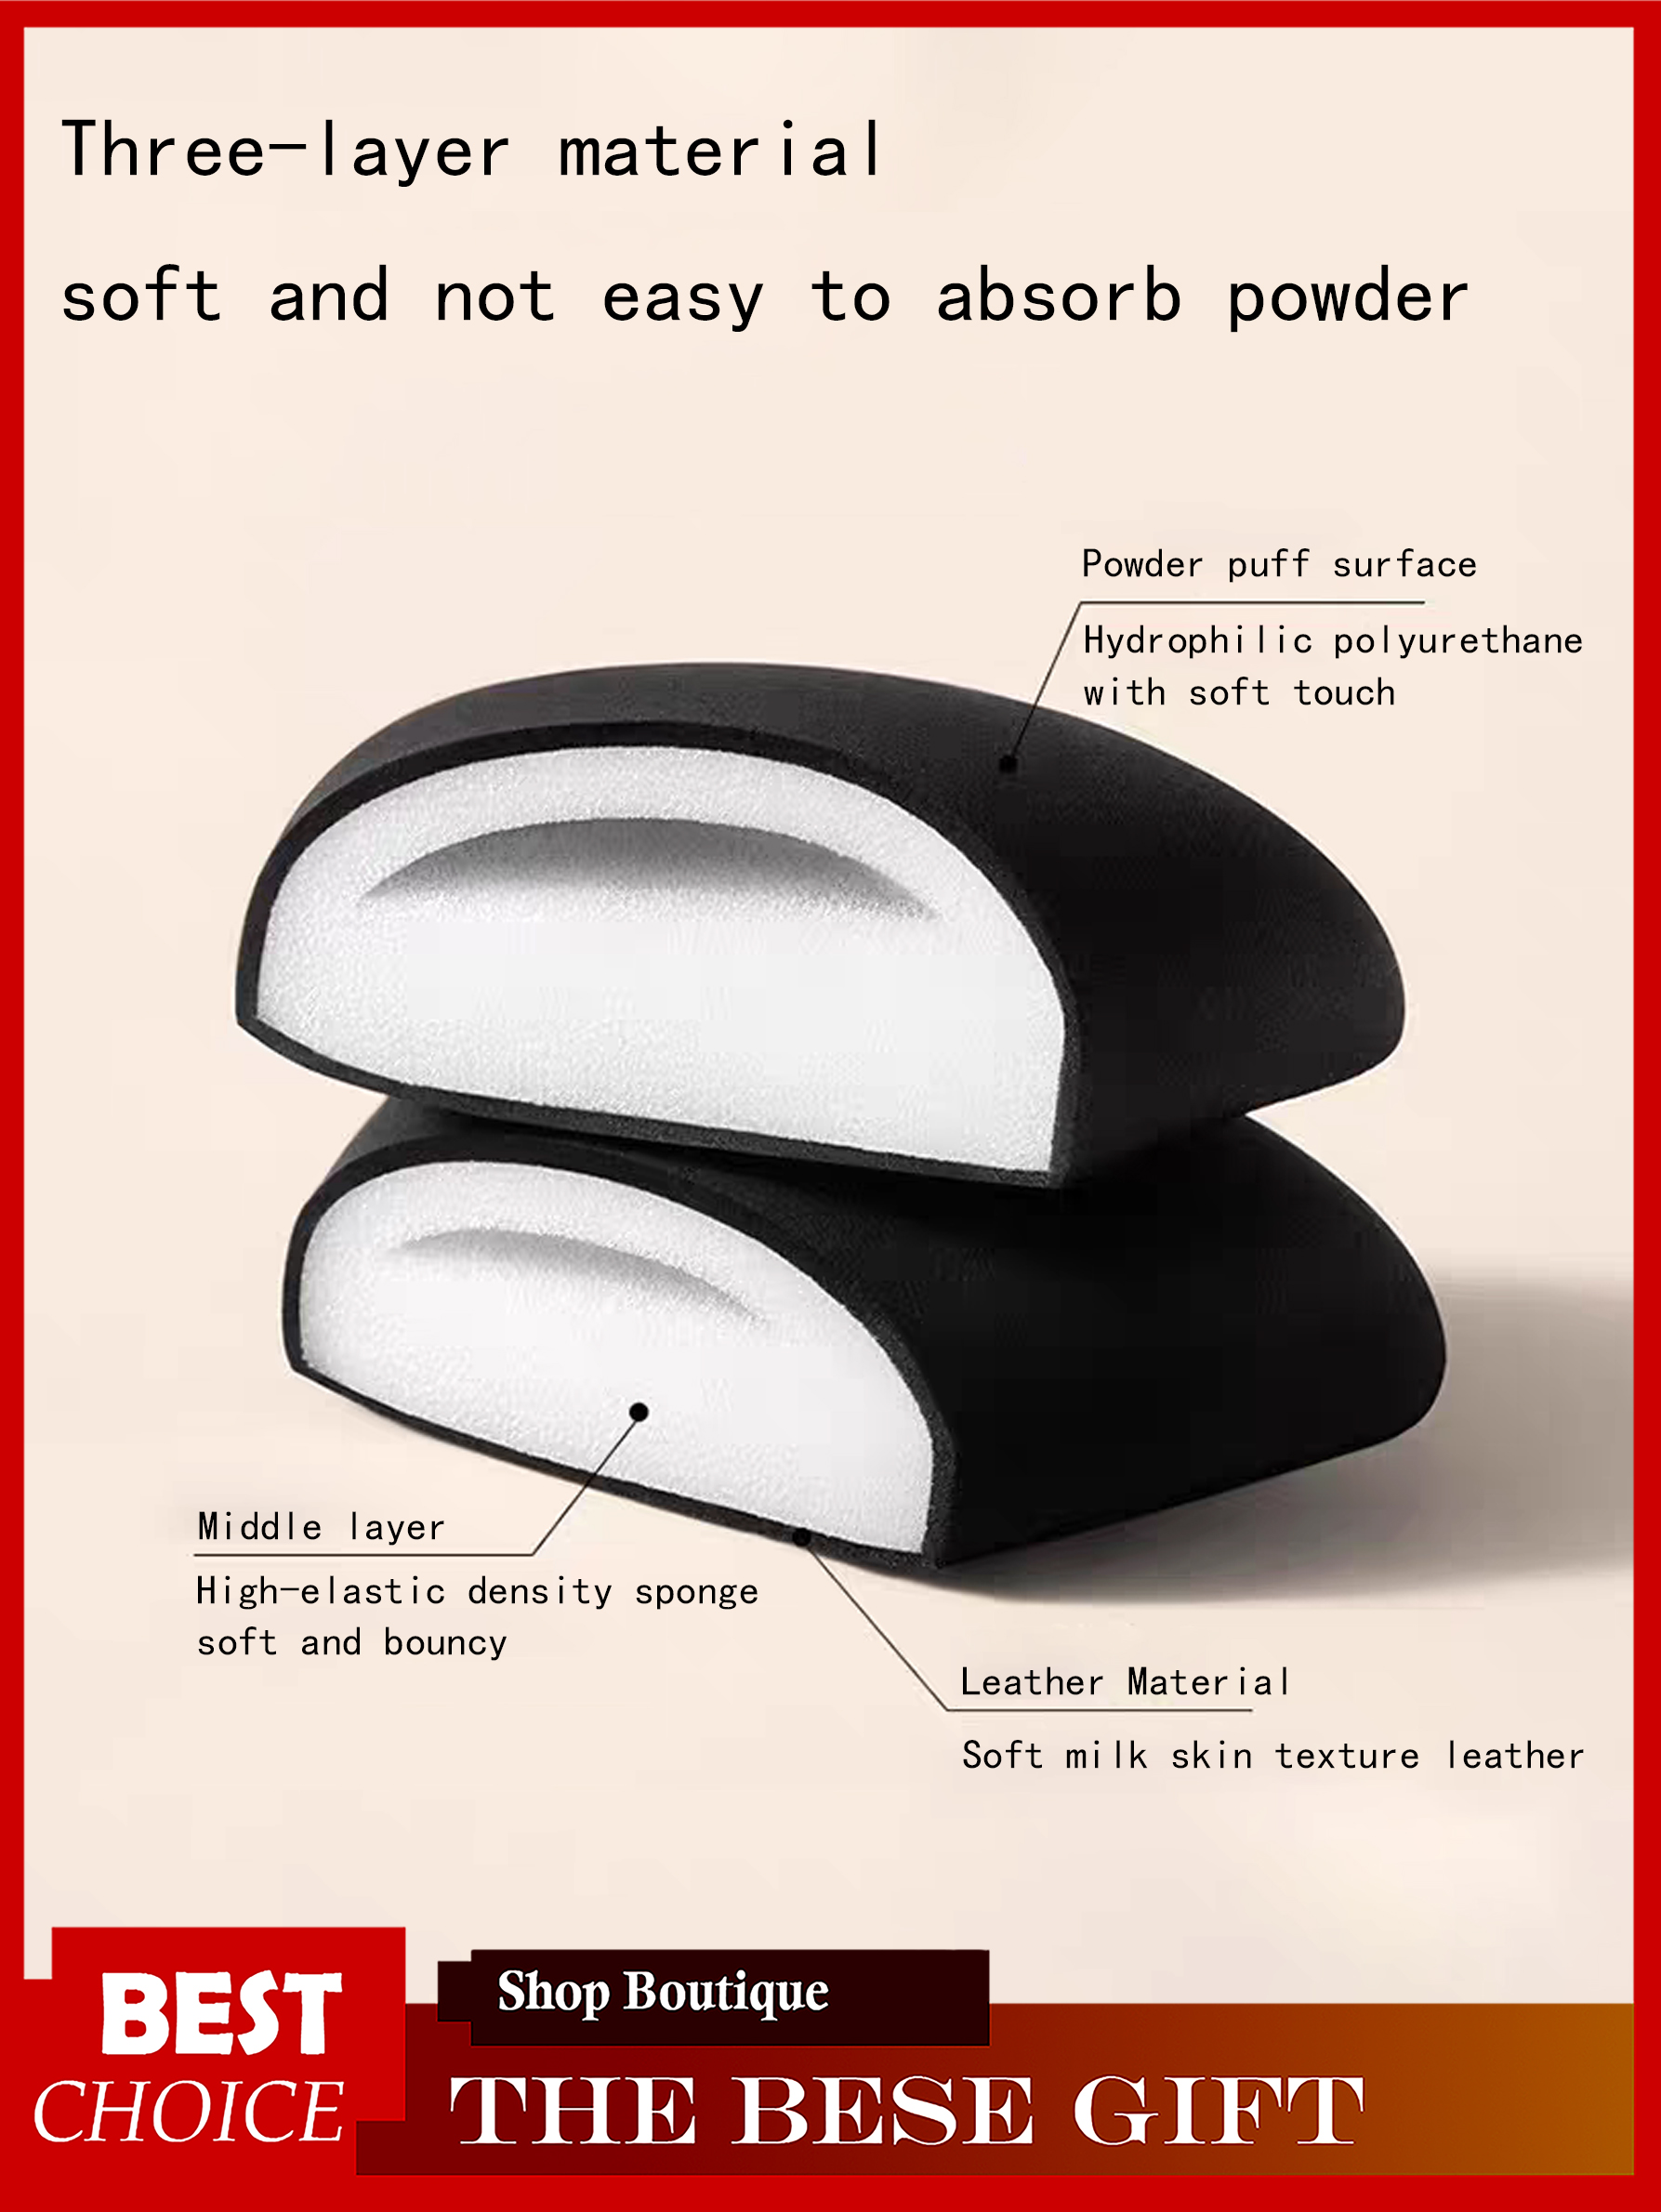 Three-layer material
soft and not easy to absorb powder
Powder puff surface
Hydrophilic polyurethane
with soft touch
Middle layer
High-elastic density sponge
soft and bouncy
Leather Material
Soft milk skin texture leather
BEST
CHOICE
Shop Boutique
THE BESE GIFT